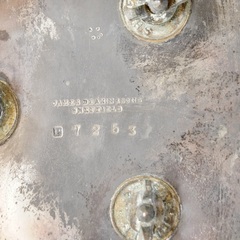 JAMES DEAKIN & SONS
SHEFFIELD
7263